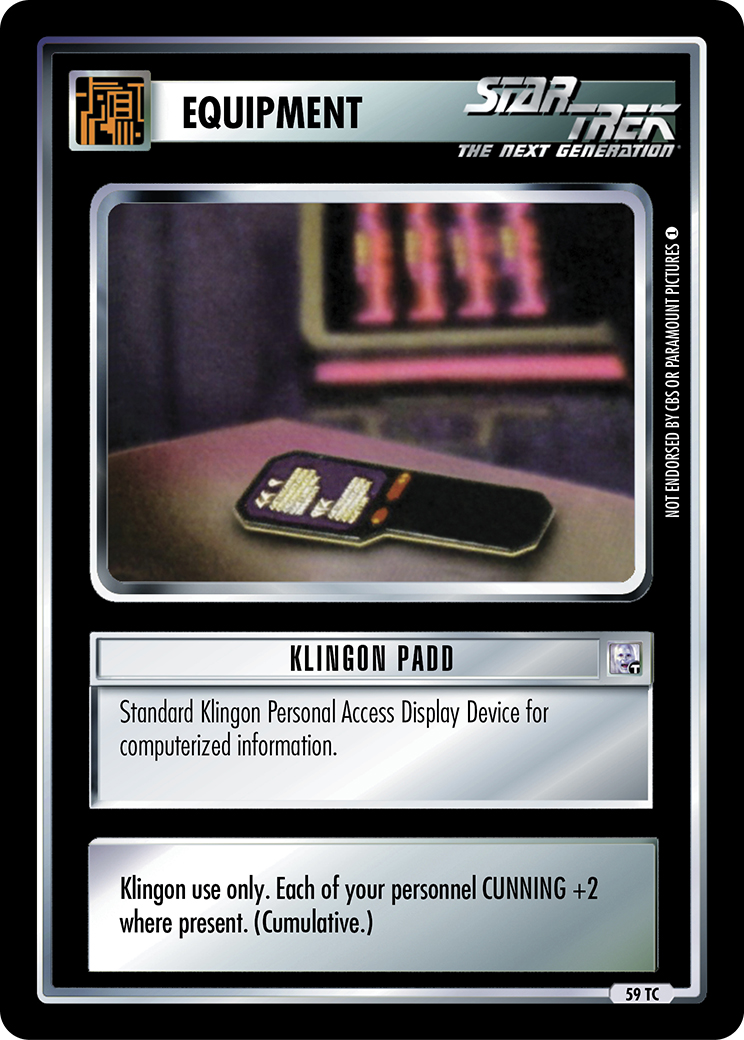 EQUIPMENT
STAR TREK
THE NEXT GENERATION
NOT ENDORSED BY CBS OR PARAMOUNT PICTURES 1
KLINGON PADD
T
Standard Klingon Personal Access Display Device for
computerized information.
Klingon use only. Each of your personnel CUNNING +2
where present. (Cumulative.)
59 TC